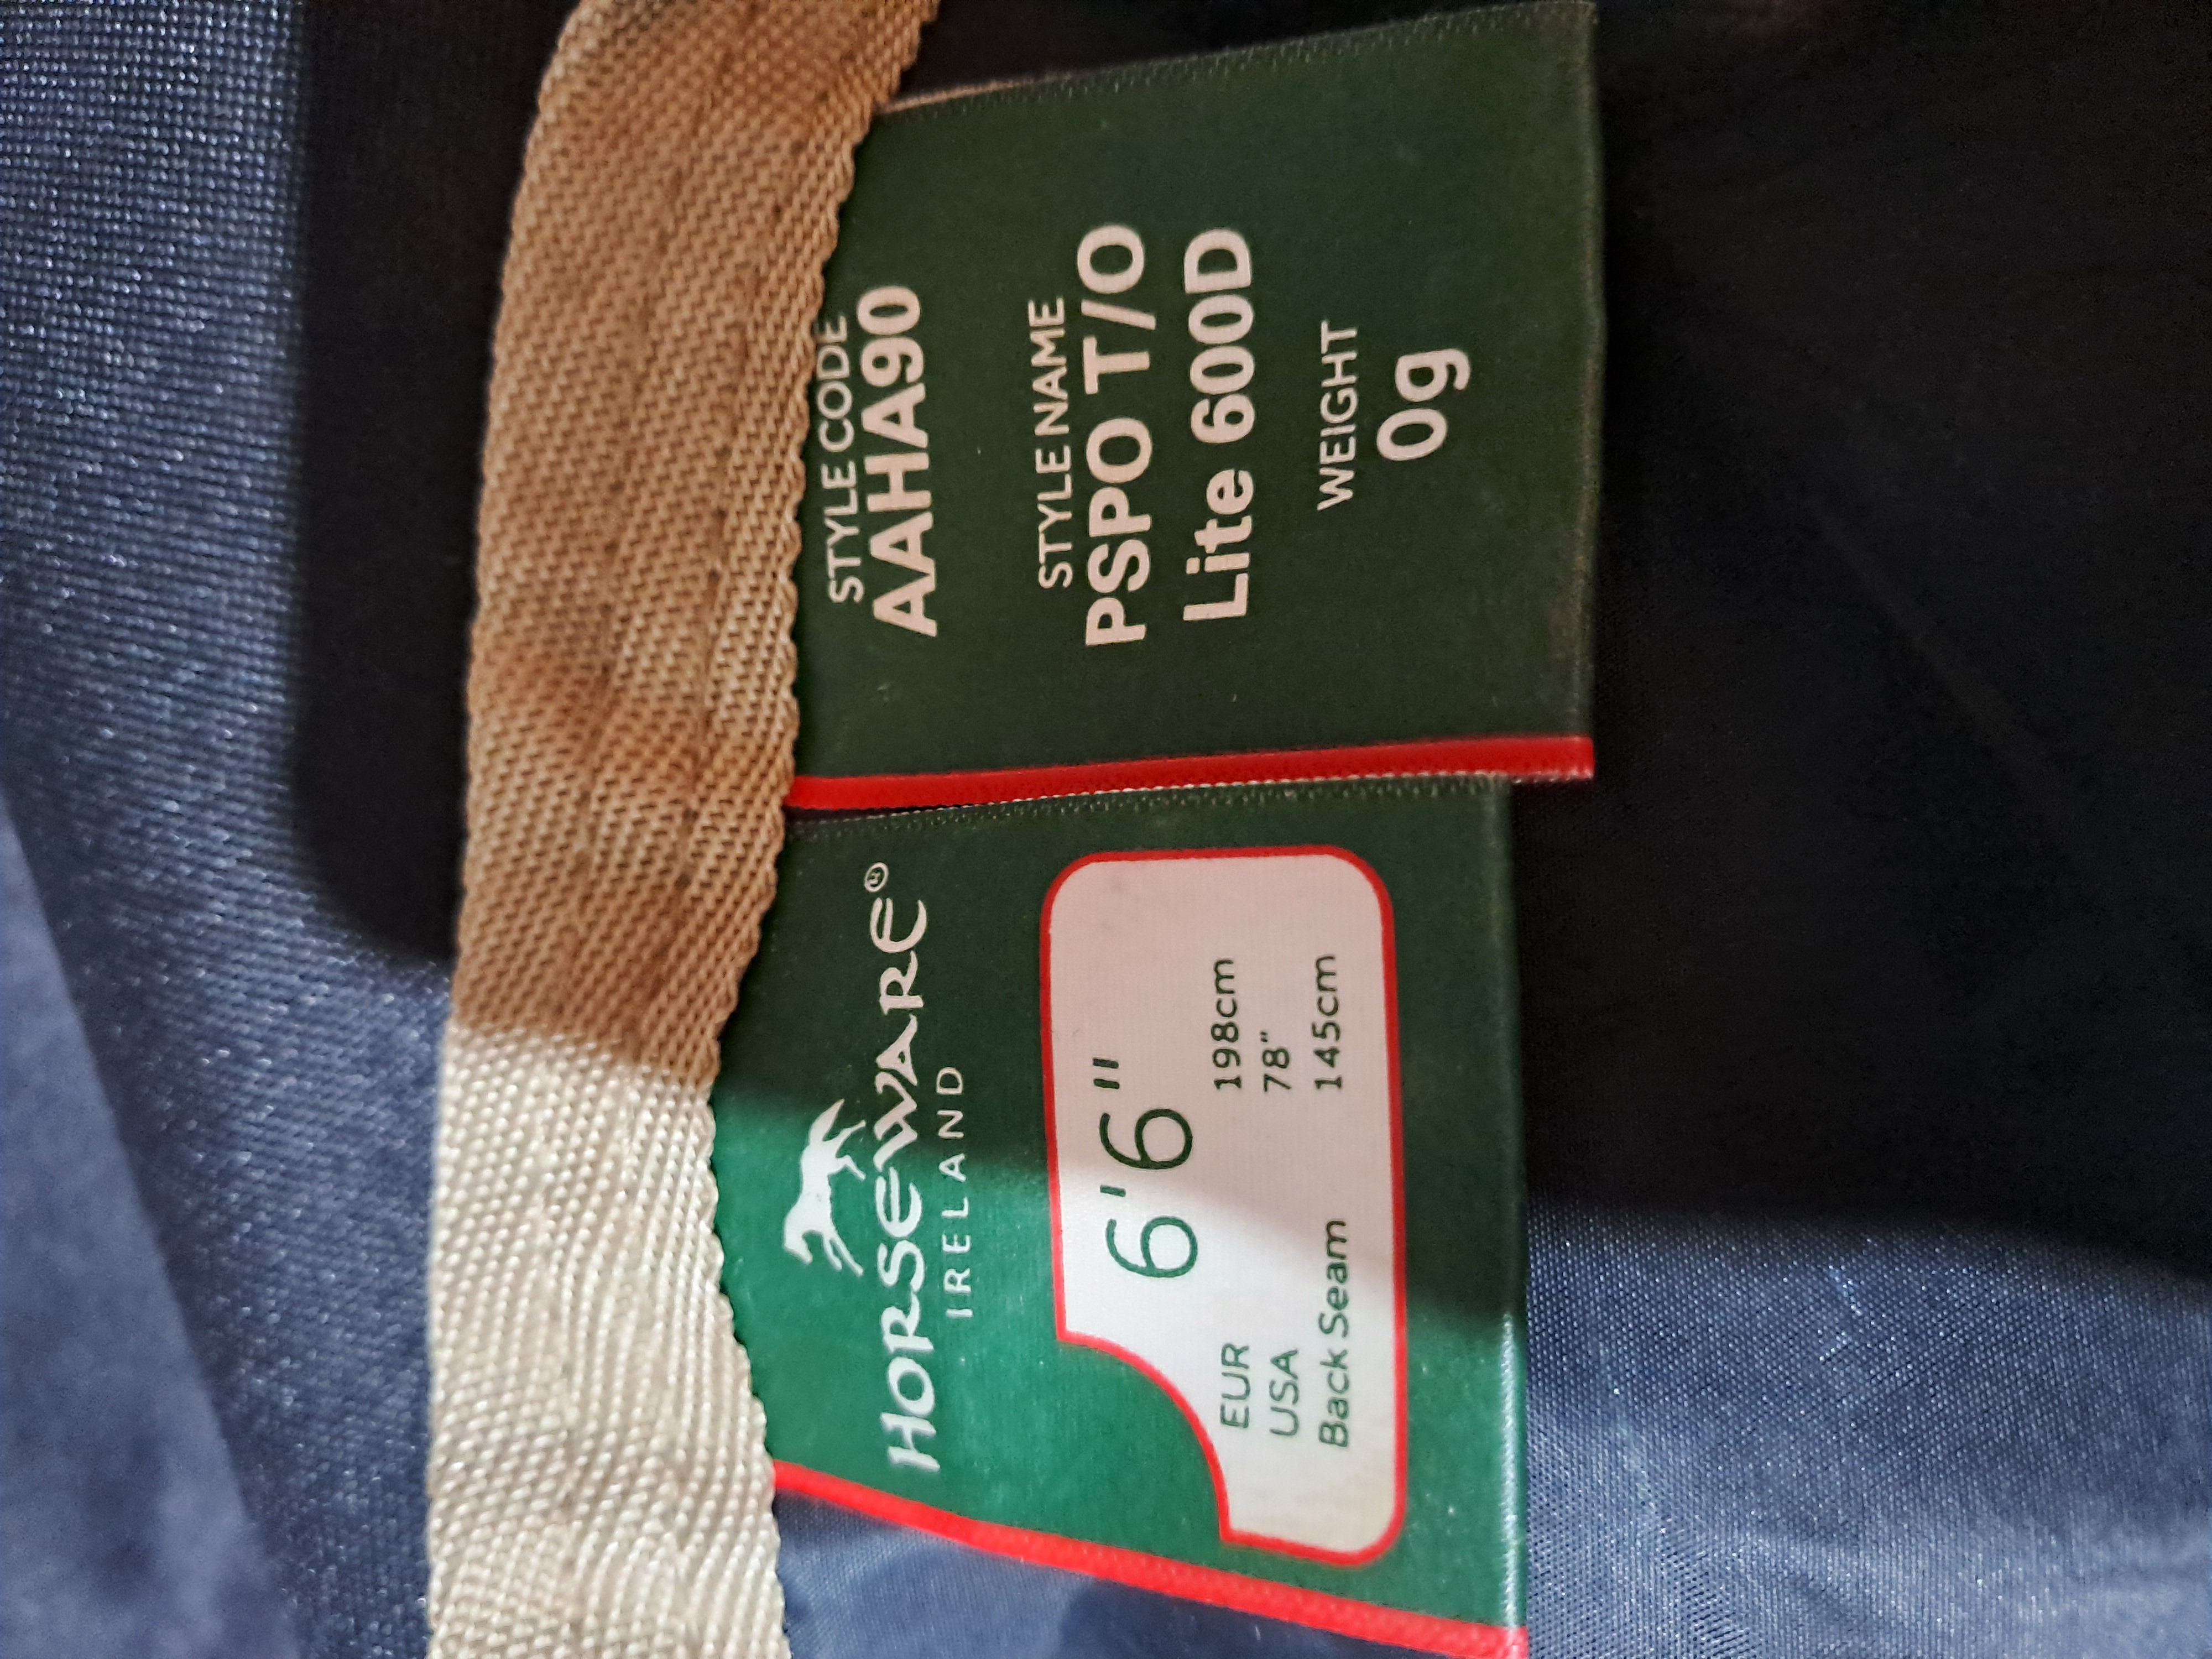 HORSEWARE®
IRELAND
6'6"
EUR 198cm
USA 78"
Back Seam 145cm
STYLE CODE
AAHA90
STYLE NAME
PSPO T/O
Lite 600D
WEIGHT
0g